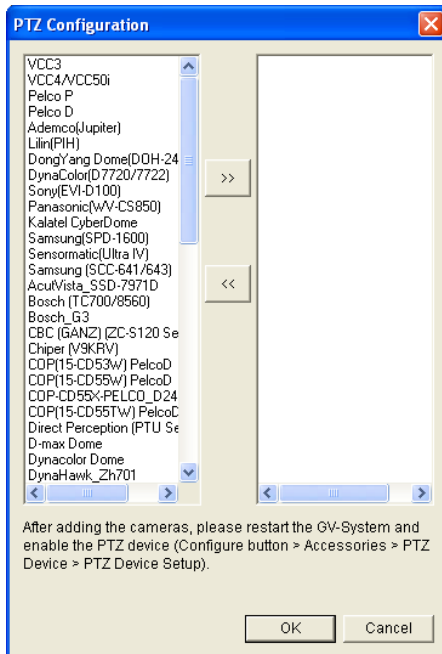 PTZ Configuration
VCC3
VCC4/VCC50i
Pelco P
Pelco D
Ademco(Jupiter)
Lilin(PIH)
DongYang Dome(DOH-24
DynaColor(D7720/7722)
Sony(EVI-D100)
Panasonic(WV-CS850)
Kalatel CyberDome
Samsung(SPD-1600)
Sensormatic(Ultra IV)
Samsung (SCC-641/643)
AcutVista_SSD-7971D
Bosch (TC700/8560)
Bosch_G3
CBC (GANZ) (ZC-S120 Se
Chiper (V9KRV)
COP(15-CD53W) PelcoD
COP(15-CD55W) PelcoD
COP-CD55X-PELCO_D24
COP(15-CD55TW) PelcoD
Direct Perception (PTU Se
D-max Dome
Dynacolor Dome
DynaHawk_Zh701
>>
<<
After adding the cameras, please restart the GV-System and
enable the PTZ device (Configure button > Accessories > PTZ
Device > PTZ Device Setup).
OK
Cancel